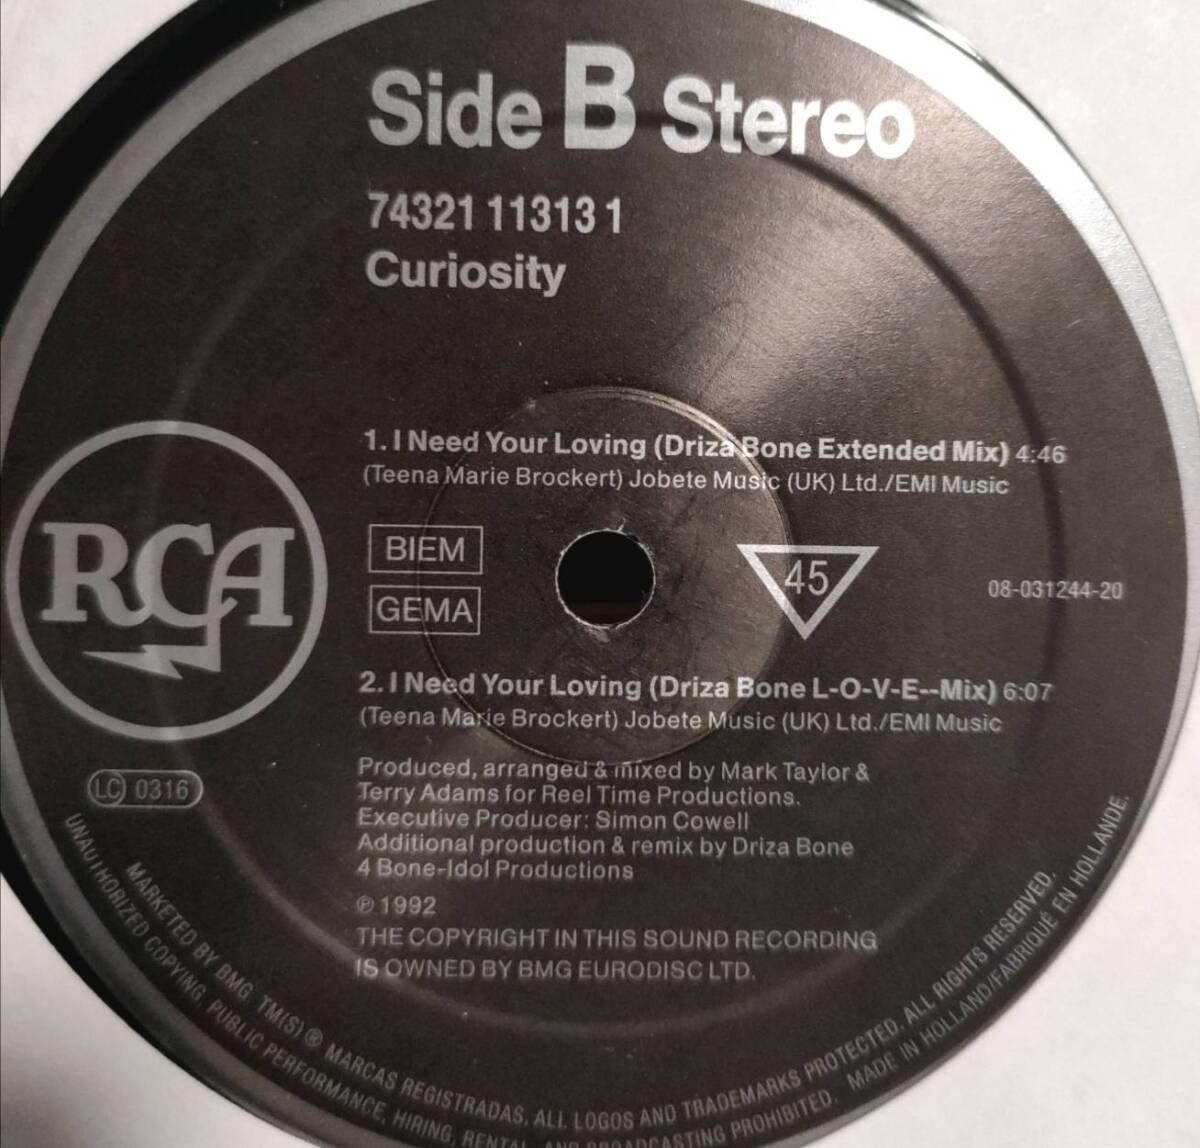 Side B Stereo
74321 11313 1
Curiosity
1. I Need Your Loving (Driza Bone Extended Mix) 4:46
(Teena Marie Brockert) Jobete Music (UK) Ltd./EMI Music
RCA
BIEM
GEMA
45
08-031244-20
2. I Need Your Loving (Driza Bone L-O-V-E--Mix) 6:07
(Teena Marie Brockert) Jobete Music (UK) Ltd./EMI Music
LC 0316
Produced, arranged & mixed by Mark Taylor &
Terry Adams for Reel Time Productions.
Executive Producer: Simon Cowell
Additional production & remix by Driza Bone
4 Bone-Idol Productions
℗ 1992
THE COPYRIGHT IN THIS SOUND RECORDING
IS OWNED BY BMG EURODISC LTD.
MARKETED BY BMG TM(S) ® MARCAS REGISTRADAS. ALL LOGOS AND TRADEMARKS PROTECTED. ALL RIGHTS RESERVED.
UNAUTHORIZED COPYING, PUBLIC PERFORMANCE, HIRING, RENTAL AND BROADCASTING PROHIBITED. MADE IN HOLLAND/FABRIQUÉ EN HOLLANDE.